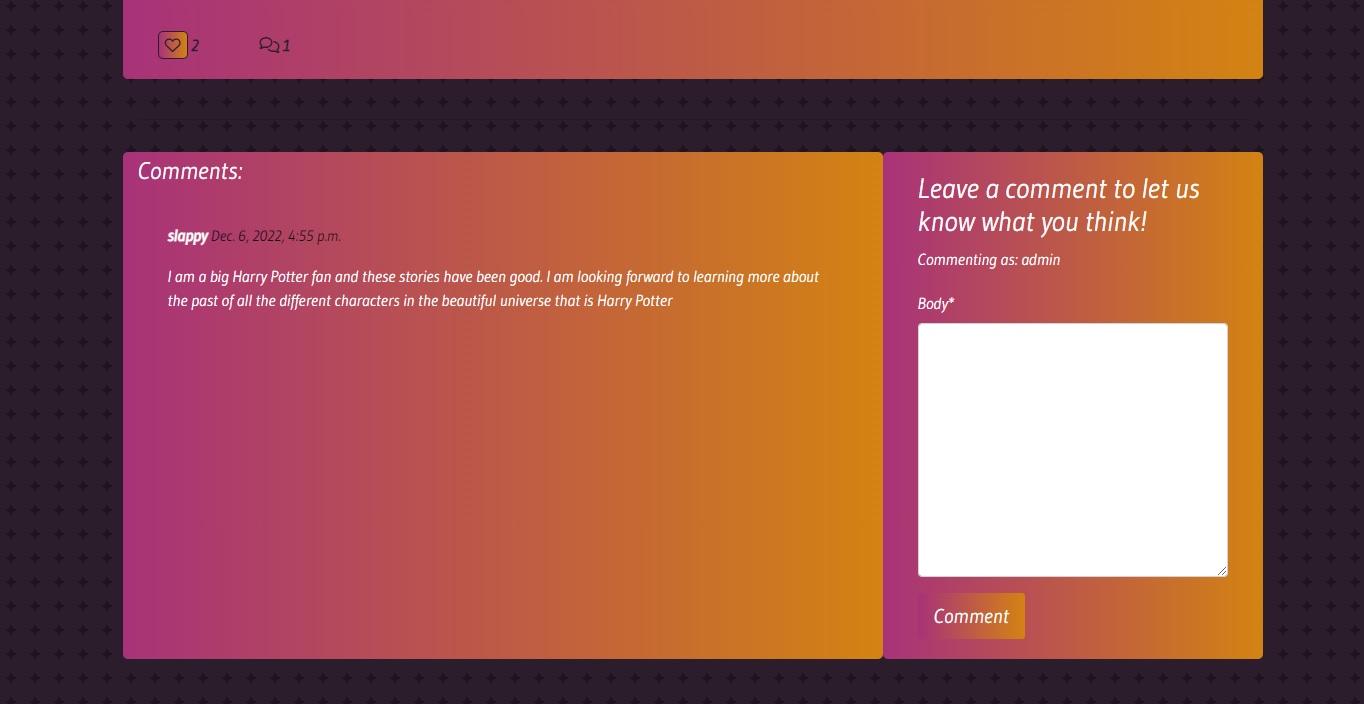 2 1
Comments:
slappy Dec. 6, 2022, 4:55 p.m.
I am a big Harry Potter fan and these stories have been good. I am looking forward to learning more about
the past of all the different characters in the beautiful universe that is Harry Potter
Leave a comment to let us
know what you think!
Commenting as: admin
Body*
Comment